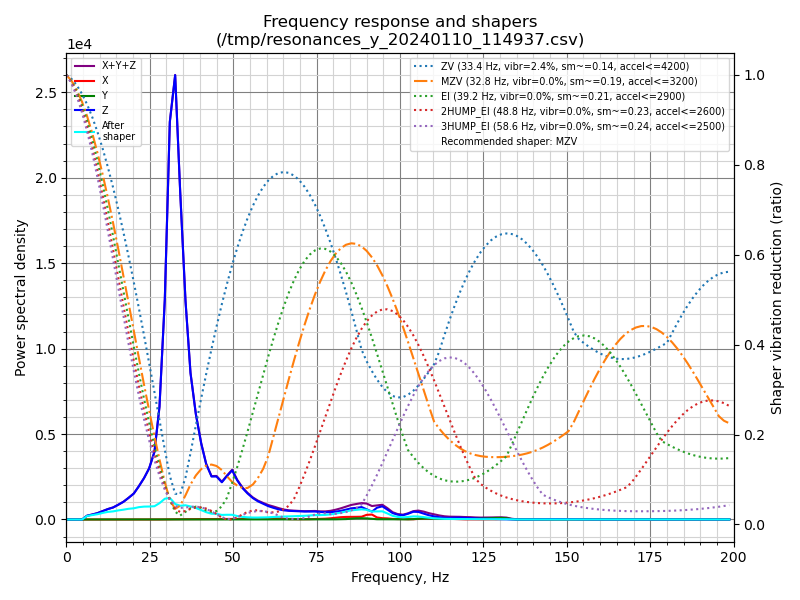 Frequency response and shapers
(/tmp/resonances_y_20240110_114937.csv)
1e4
X+Y+Z
X
Y
Z
After
shaper
ZV (33.4 Hz, vibr=2.4%, sm~=0.14, accel<=4200)
MZV (32.8 Hz, vibr=0.0%, sm~=0.19, accel<=3200)
EI (39.2 Hz, vibr=0.0%, sm~=0.21, accel<=2900)
2HUMP_EI (48.8 Hz, vibr=0.0%, sm~=0.23, accel<=2600)
3HUMP_EI (58.6 Hz, vibr=0.0%, sm~=0.24, accel<=2500)
Recommended shaper: MZV
Power spectral density
2.5
2.0
1.5
1.0
0.5
0.0
1.0
0.8
0.6
0.4
0.2
0.0
Shaper vibration reduction (ratio)
0 25 50 75 100 125 150 175 200
Frequency, Hz